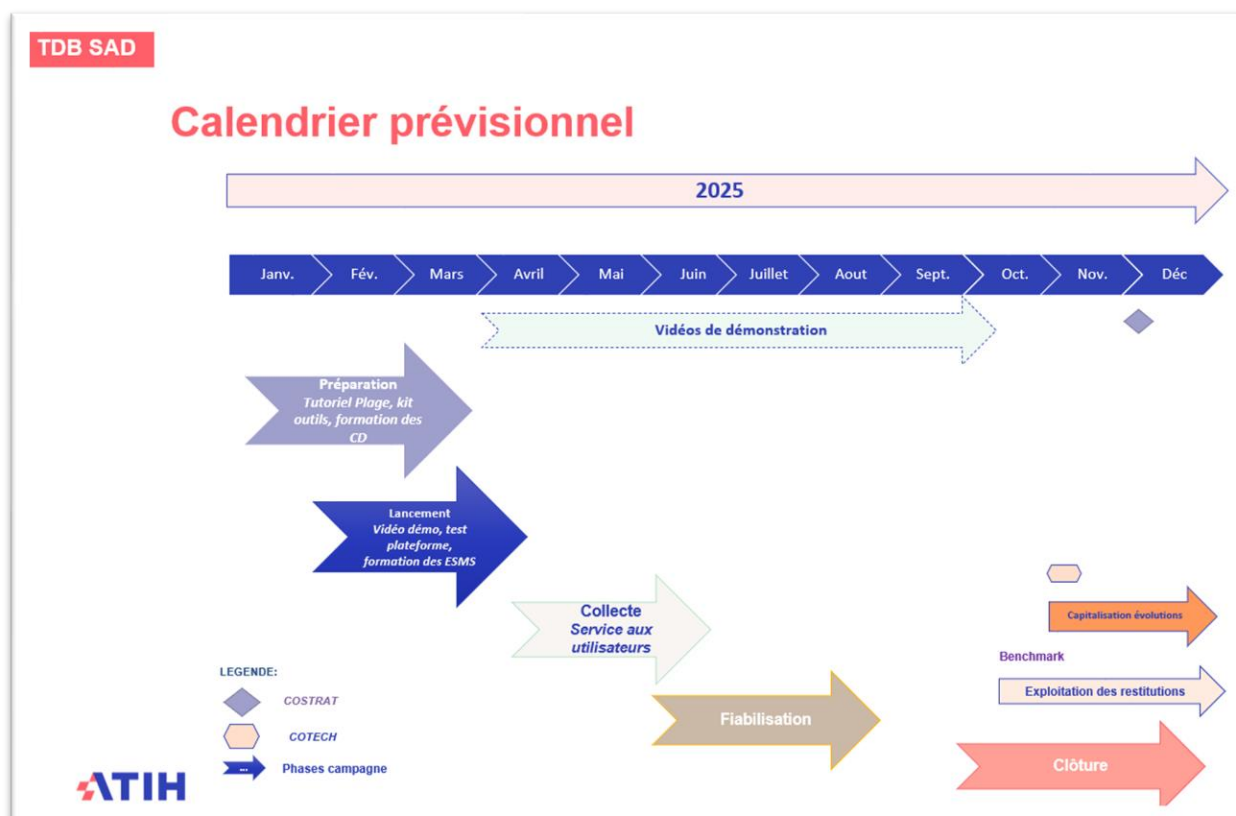 TDB SAD
Calendrier prévisionnel
2025
Janv. Fév. Mars Avril Mai Juin Juillet Aout Sept. Oct. Nov. Déc
Vidéos de démonstration
Préparation
Tutoriel Plage, kit
outils, formation des
CD
Lancement
Vidéo démo, test
plateforme,
formation des ESMS
Collecte
Service aux
utilisateurs
Capitalisation évolutions
Benchmark
Exploitation des restitutions
Fiabilisation
Clôture
LEGENDE:
COSTRAT
COTECH
... Phases campagne
ATIH